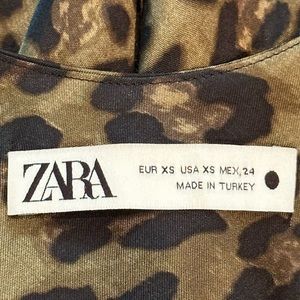 ZARA
EUR XS USA XS MEX, 24
MADE IN TURKEY